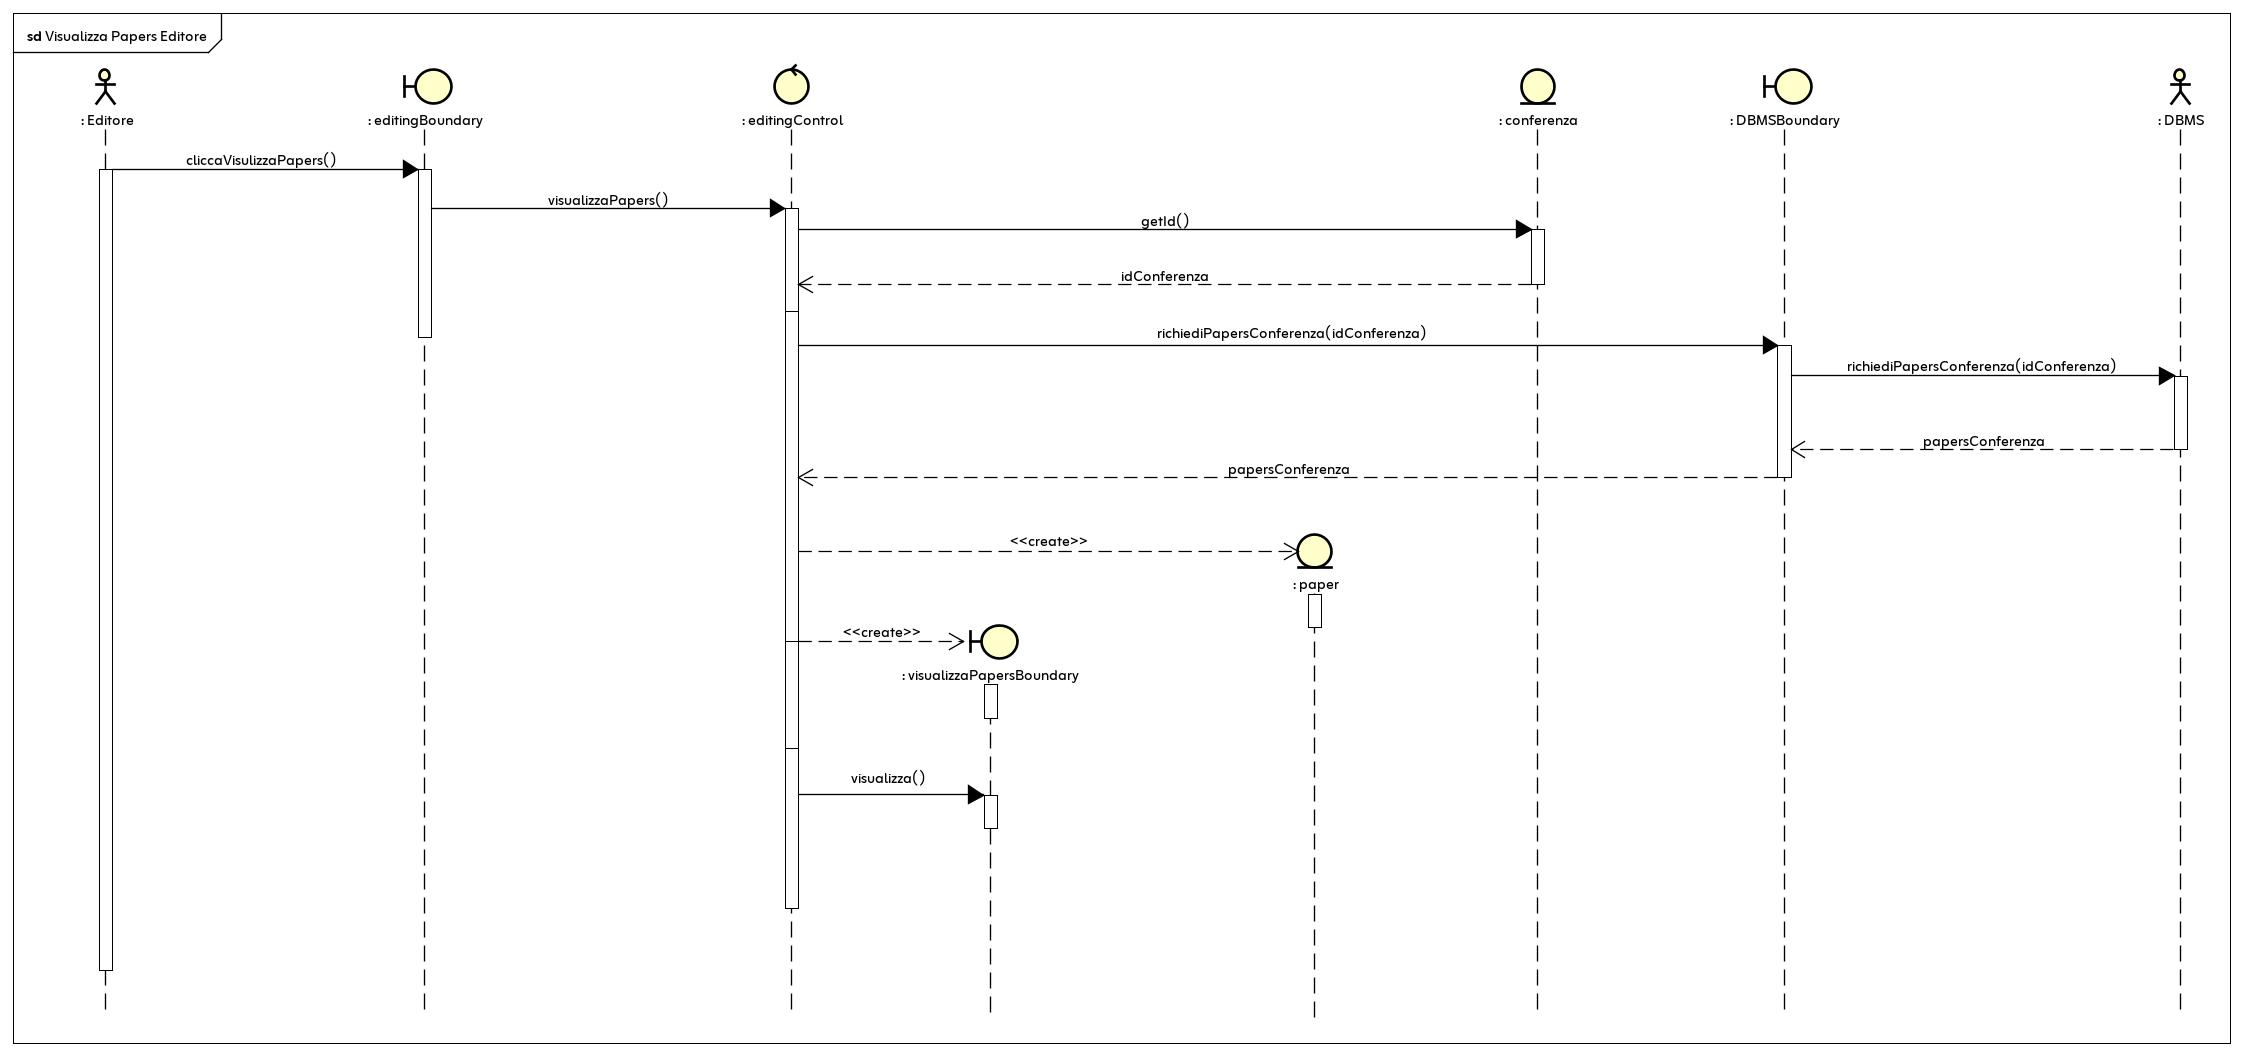 sd Visualizza Papers Editore
: Editore
: editingBoundary
: editingControl
: conferenza
: DBMSBoundary
: DBMS
cliccaVisulizzaPapers()
visualizzaPapers()
getId()
idConferenza
richiediPapersConferenza(idConferenza)
richiediPapersConferenza(idConferenza)
papersConferenza
papersConferenza
<<create>>
: paper
<<create>>
: visualizzaPapersBoundary
visualizza()